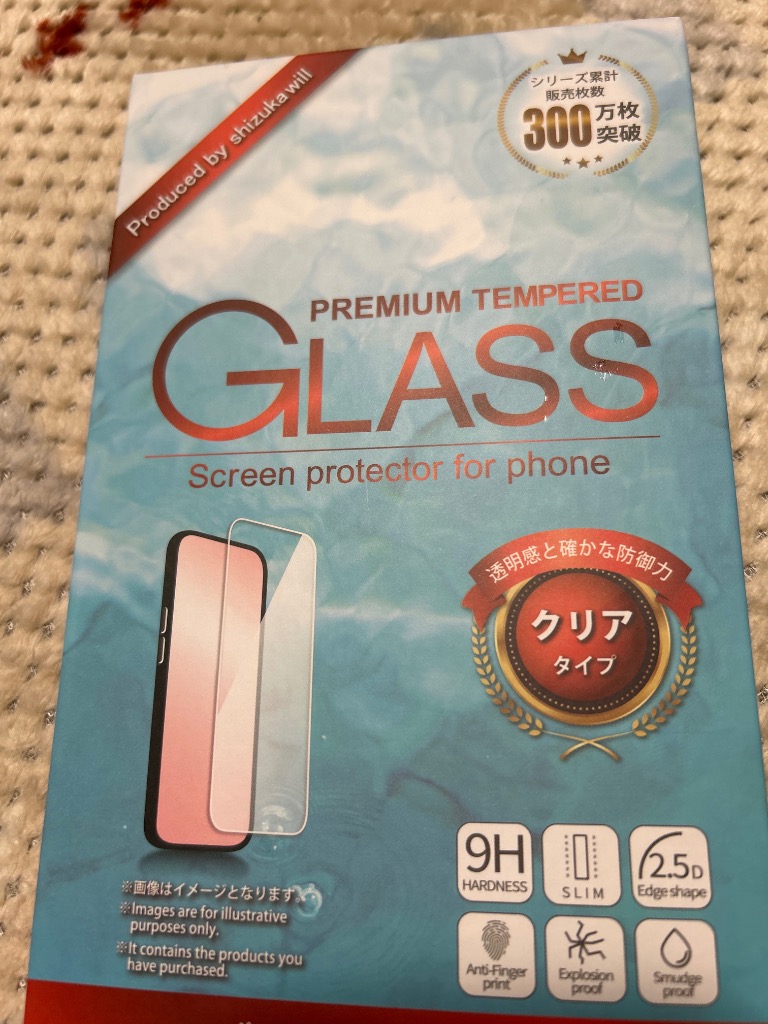 Produced by shizukawill
シリーズ累計
販売枚数
300万枚
突破
PREMIUM TEMPERED
GLASS
Screen protector for phone
透明感と確かな防御力
クリア
タイプ
9H
HARDNESS
SLIM
2.5D
Edge shape
Anti-Finger
print
Explosion
proof
Smudge
proof
※画像はイメージとなります。
※Images are for illustrative
purposes only.
※It contains the products you
have purchased.